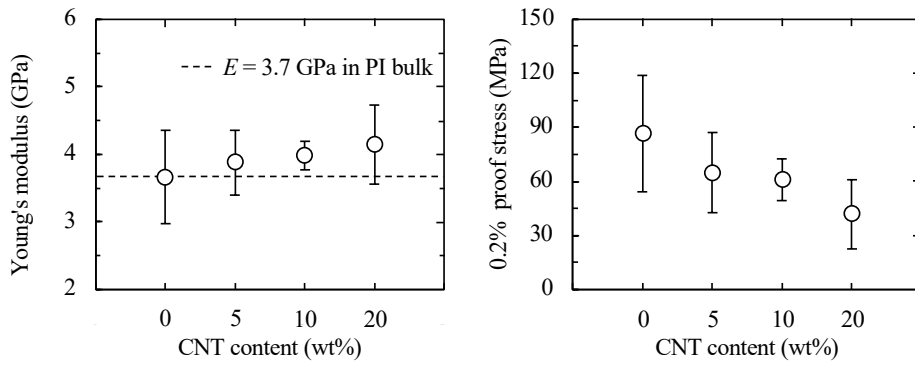 Young's modulus (GPa)
6
5
4
3
2
E = 3.7 GPa in PI bulk
0 5 10 20
CNT content (wt%)
0.2% proof stress (MPa)
150
120
90
60
30
0
0 5 10 20
CNT content (wt%)